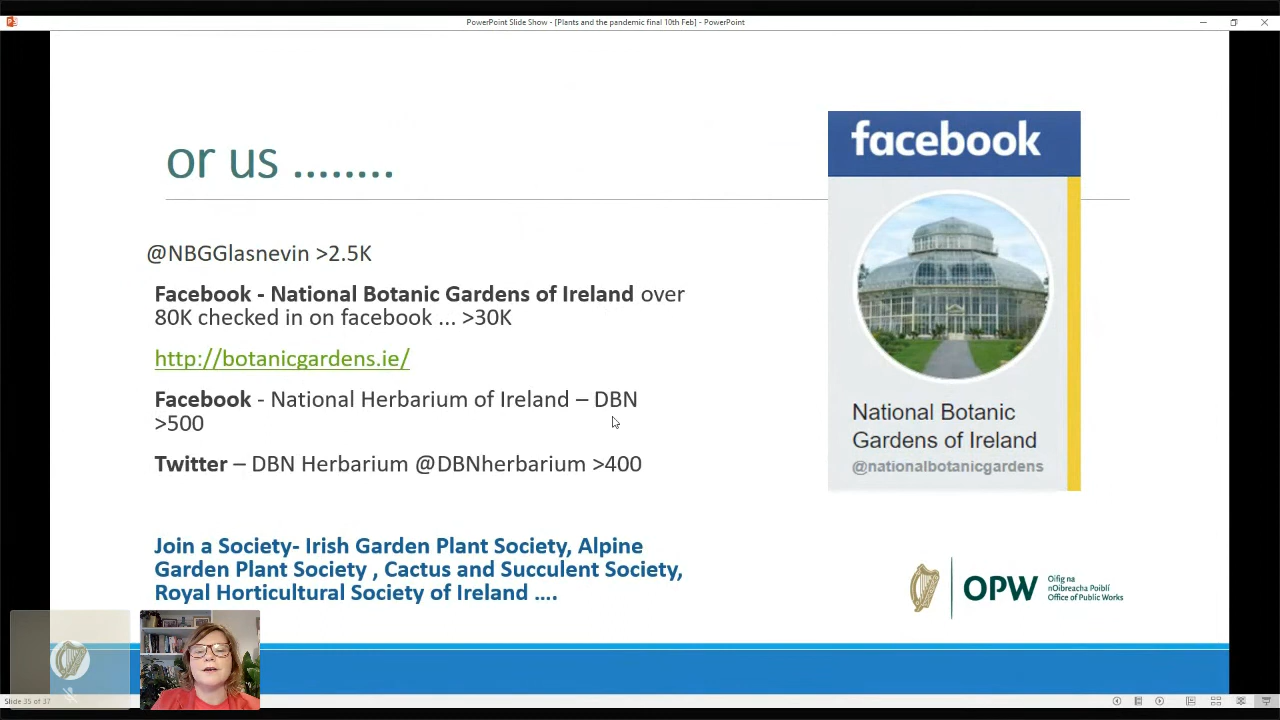 PowerPoint Slide Show - [Plants and the pandemic final 10th Feb] - PowerPoint
or us ........
@NBGGlasnevin >2.5K
Facebook - National Botanic Gardens of Ireland over
80K checked in on facebook ... >30K
http://botanicgardens.ie/
Facebook - National Herbarium of Ireland – DBN
>500
Twitter – DBN Herbarium @DBNherbarium >400
Join a Society- Irish Garden Plant Society, Alpine
Garden Plant Society , Cactus and Succulent Society,
Royal Horticultural Society of Ireland ....
facebook
National Botanic
Gardens of Ireland
@nationalbotanicgardens
OPW
Oifig na
nOibreacha Poiblí
Office of Public Works
Slide 35 of 37